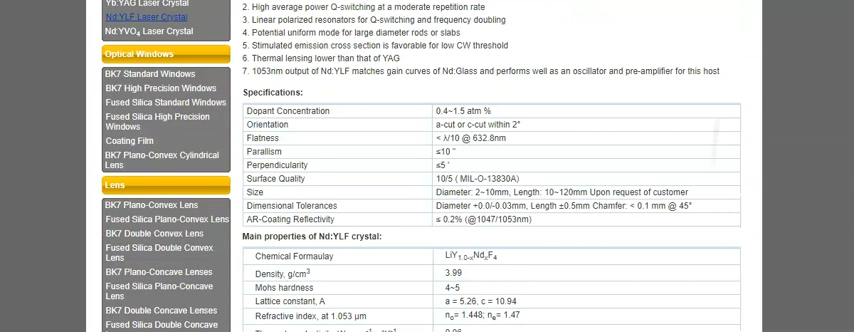 Yb:YAG Laser Crystal
Nd:YLF Laser Crystal
Nd:YVO4 Laser Crystal
Optical Windows
BK7 Standard Windows
BK7 High Precision Windows
Fused Silica Standard Windows
Fused Silica High Precision
Windows
Coating Film
BK7 Plano-Convex Cylindrical
Lens
Lens
BK7 Plano-Convex Lens
Fused Silica Plano-Convex Lens
BK7 Double Convex Lens
Fused Silica Double Convex
Lens
BK7 Plano-Concave Lenses
Fused Silica Plano-Concave
Lens
BK7 Double Concave Lenses
Fused Silica Double Concave
2. High average power Q-switching at a moderate repetition rate
3. Linear polarized resonators for Q-switching and frequency doubling
4. Potential uniform mode for large diameter rods or slabs
5. Stimulated emission cross section is favorable for low CW threshold
6. Thermal lensing lower than that of YAG
7. 1053nm output of Nd:YLF matches gain curves of Nd:Glass and performs well as an oscillator and pre-amplifier for this host
Specifications:
Dopant Concentration 0.4~1.5 atm %
Orientation a-cut or c-cut within 2°
Flatness < λ/10 @ 632.8nm
Parallism ≤10 "
Perpendicularity ≤5 '
Surface Quality 10/5 ( MIL-O-13830A)
Size Diameter: 2~10mm, Length: 10~120mm Upon request of customer
Dimensional Tolerances Diameter +0.0/-0.03mm, Length ±0.5mm Chamfer: < 0.1 mm @ 45°
AR-Coating Reflectivity ≤ 0.2% (@1047/1053nm)
Main properties of Nd:YLF crystal:
Chemical Formaulay LiY1.0-xNdxF4
Density, g/cm3 3.99
Mohs hardness 4~5
Lattice constant, A a = 5.26, c = 10.94
Refractive index, at 1.053 μm no= 1.448; ne= 1.47